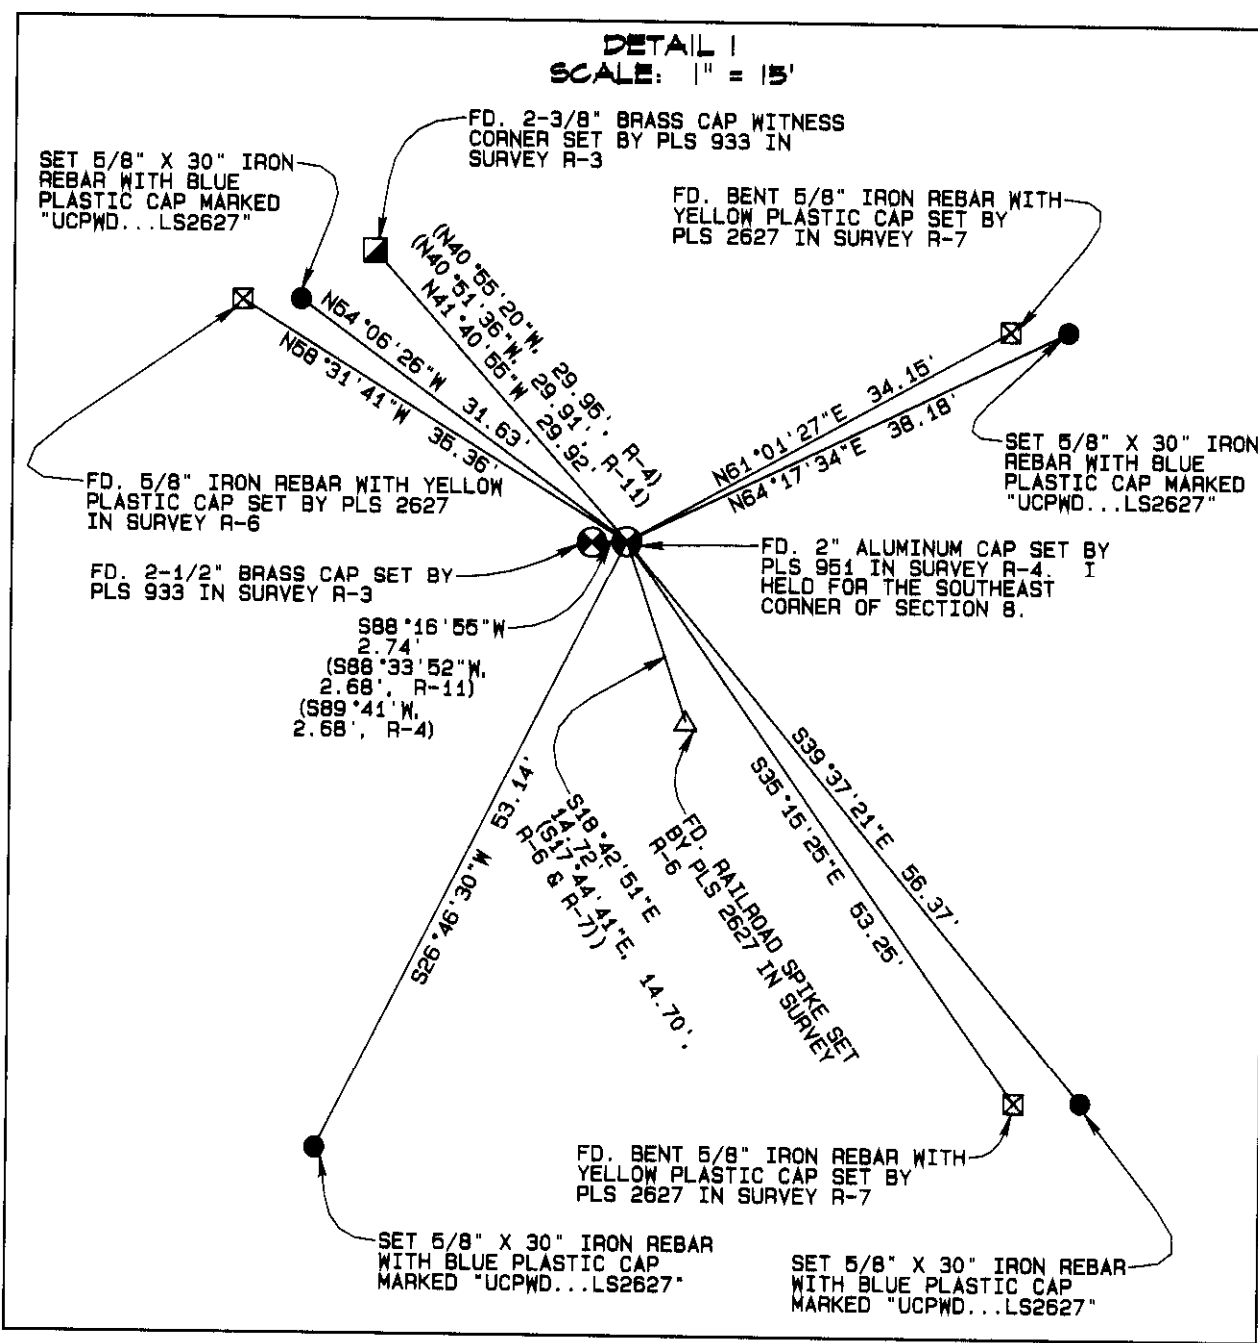 DETAIL 1
SCALE: 1" = 15'
FD. 2-3/8" BRASS CAP WITNESS
CORNER SET BY PLS 933 IN
SURVEY R-3
SET 5/8" X 30" IRON
REBAR WITH BLUE
PLASTIC CAP MARKED
"UCPWD...LS2627"
FD. BENT 5/8" IRON REBAR WITH
YELLOW PLASTIC CAP SET BY
PLS 2627 IN SURVEY R-7
(N40°55'20"W, 29.95', R-4)
(N40°51'36"W, 29.91', R-11)
N41°40'55"W 29.92'
N54°06'26"W 31.63'
N58°31'41"W 36.36'
N61°01'27"E 34.15'
N64°17'34"E 38.18'
SET 5/8" X 30" IRON
REBAR WITH BLUE
PLASTIC CAP MARKED
"UCPWD...LS2627"
FD. 5/8" IRON REBAR WITH YELLOW
PLASTIC CAP SET BY PLS 2627
IN SURVEY R-6
FD. 2-1/2" BRASS CAP SET BY
PLS 933 IN SURVEY R-3
FD. 2" ALUMINUM CAP SET BY
PLS 951 IN SURVEY R-4. I
HELD FOR THE SOUTHEAST
CORNER OF SECTION 8.
S88°16'55"W
2.74'
(S88°33'52"W,
2.68', R-11)
(S89°41'W,
2.68', R-4)
S26°46'30"W 53.14'
S18°42'51"E
14.72'
(S17°44'41"E, 14.70',
R-6 & R-7))
FD. RAILROAD SPIKE SET
BY PLS 2627 IN SURVEY
R-6
S35°15'25"E 53.25'
S39°37'21"E 56.37'
FD. BENT 5/8" IRON REBAR WITH
YELLOW PLASTIC CAP SET BY
PLS 2627 IN SURVEY R-7
SET 5/8" X 30" IRON REBAR
WITH BLUE PLASTIC CAP
MARKED "UCPWD...LS2627"
SET 5/8" X 30" IRON REBAR
WITH BLUE PLASTIC CAP
MARKED "UCPWD...LS2627"